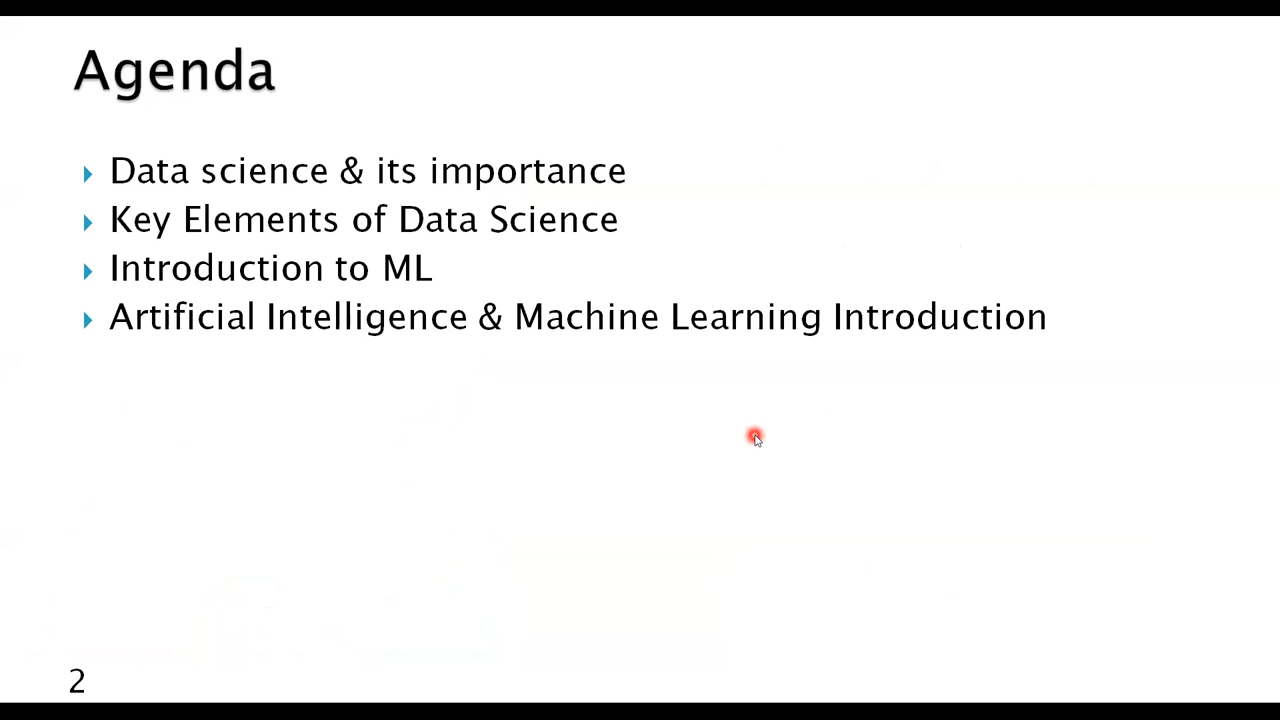 Agenda
Data science & its importance
Key Elements of Data Science
Introduction to ML
Artificial Intelligence & Machine Learning Introduction
2